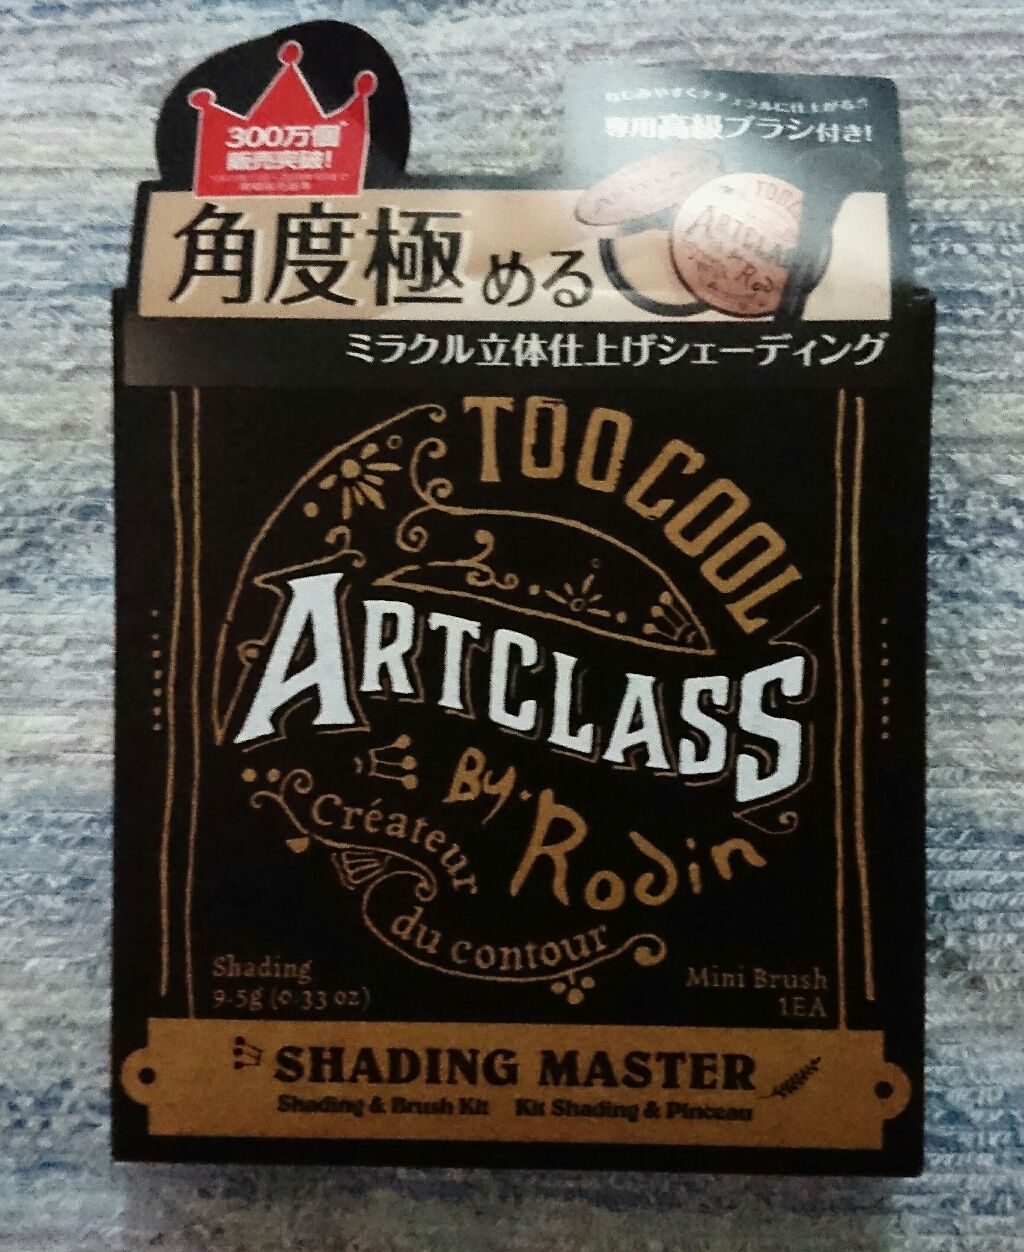 300万個
販売突破!
なじみやすくナチュラルに仕上がる!!
専用高級ブラシ付き!
角度極める
ミラクル立体仕上げシェーディング
TOO COOL
ARTCLASS
By. Rodin
Créateur
du contour
Shading
9.5g (0.33 oz)
Mini Brush
1EA
SHADING MASTER
Shading & Brush Kit Kit Shading & Pinceau